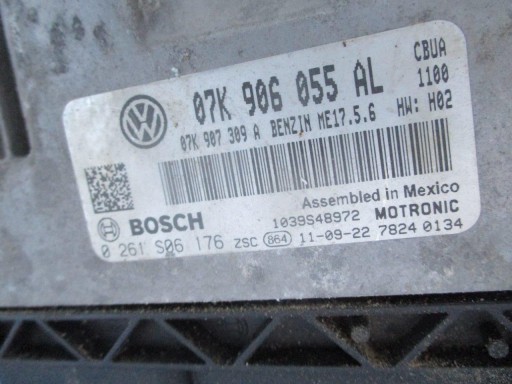 CBUA
07K 906 055 AL 1100
07K 907 309 A BENZIN ME17.5.6 HW: H02
Assembled in Mexico
BOSCH 1039S48972 MOTRONIC
0 261 S06 176 ZSC 864 11-09-22 7824 0134